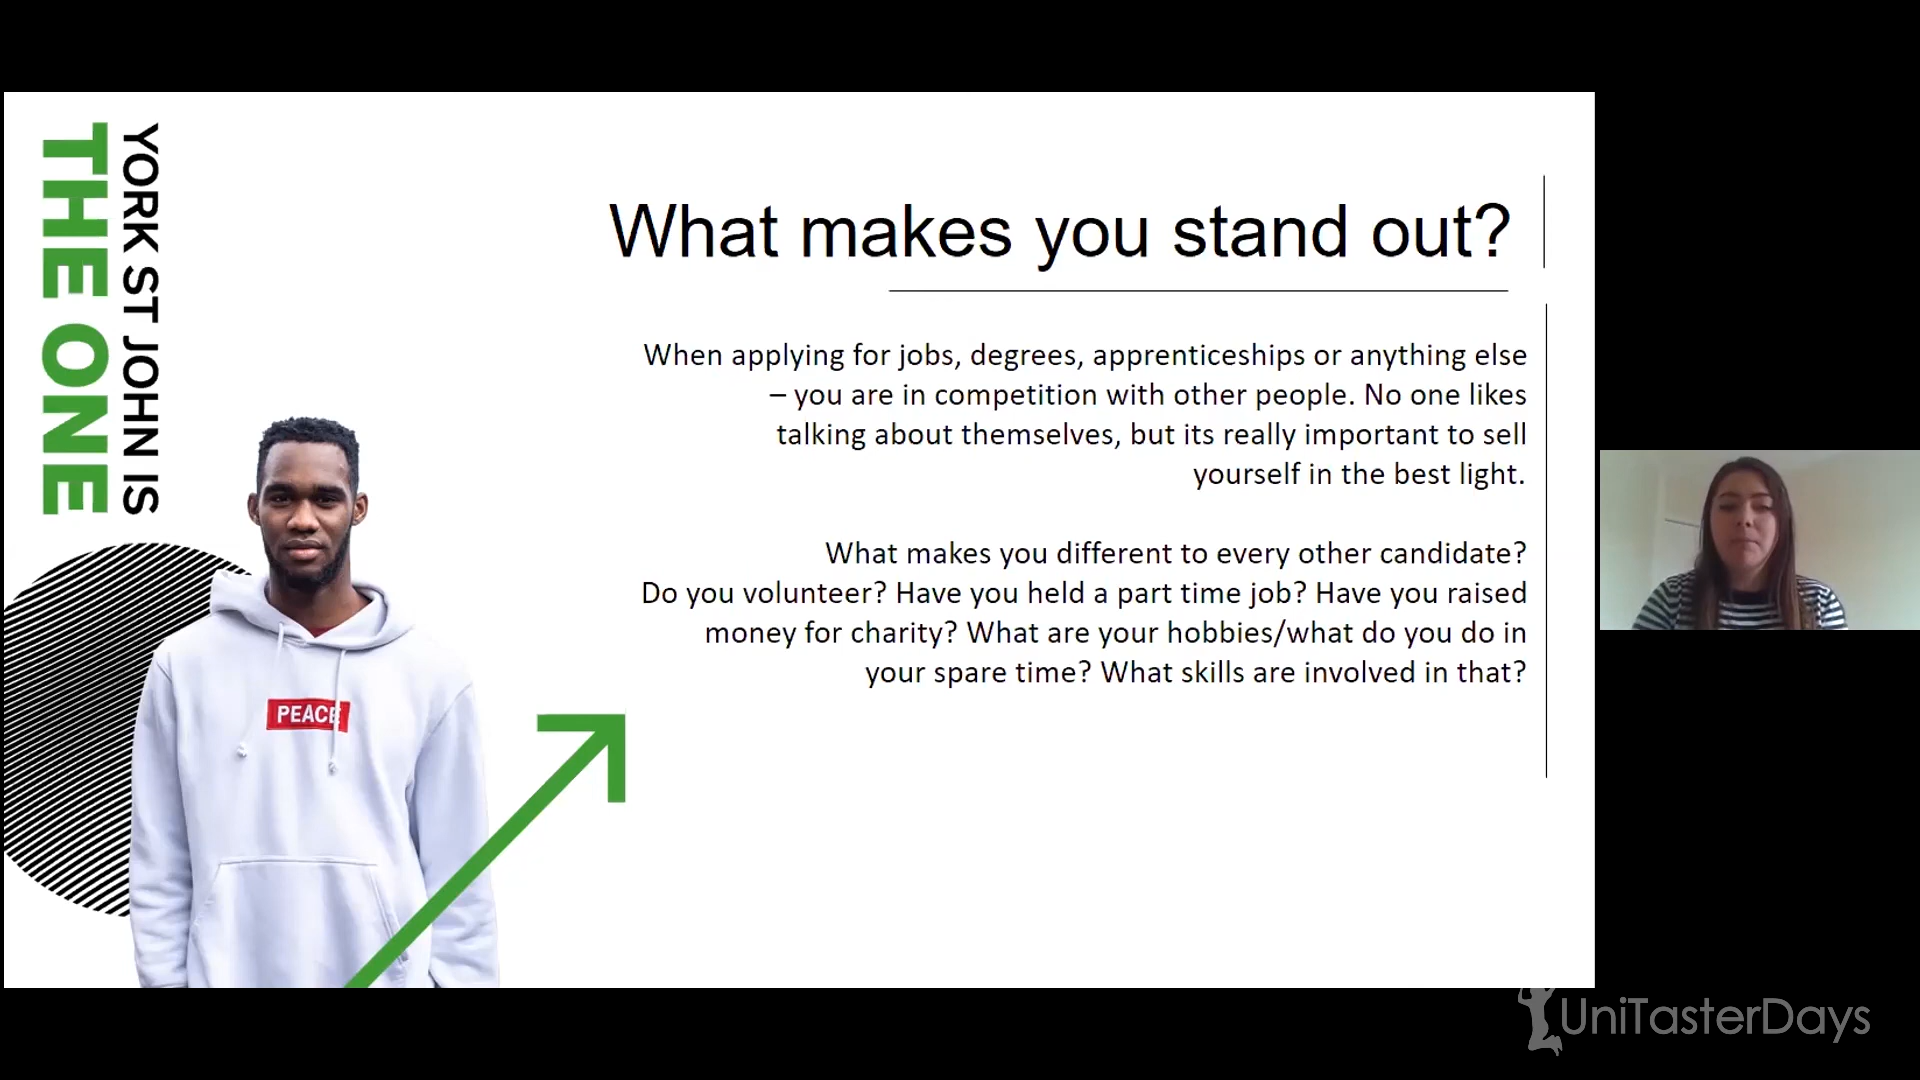 YORK ST JOHN IS
THE ONE
What makes you stand out?
When applying for jobs, degrees, apprenticeships or anything else
– you are in competition with other people. No one likes
talking about themselves, but its really important to sell
yourself in the best light.
What makes you different to every other candidate?
Do you volunteer? Have you held a part time job? Have you raised
money for charity? What are your hobbies/what do you do in
your spare time? What skills are involved in that?
PEACE
UniTasterDays